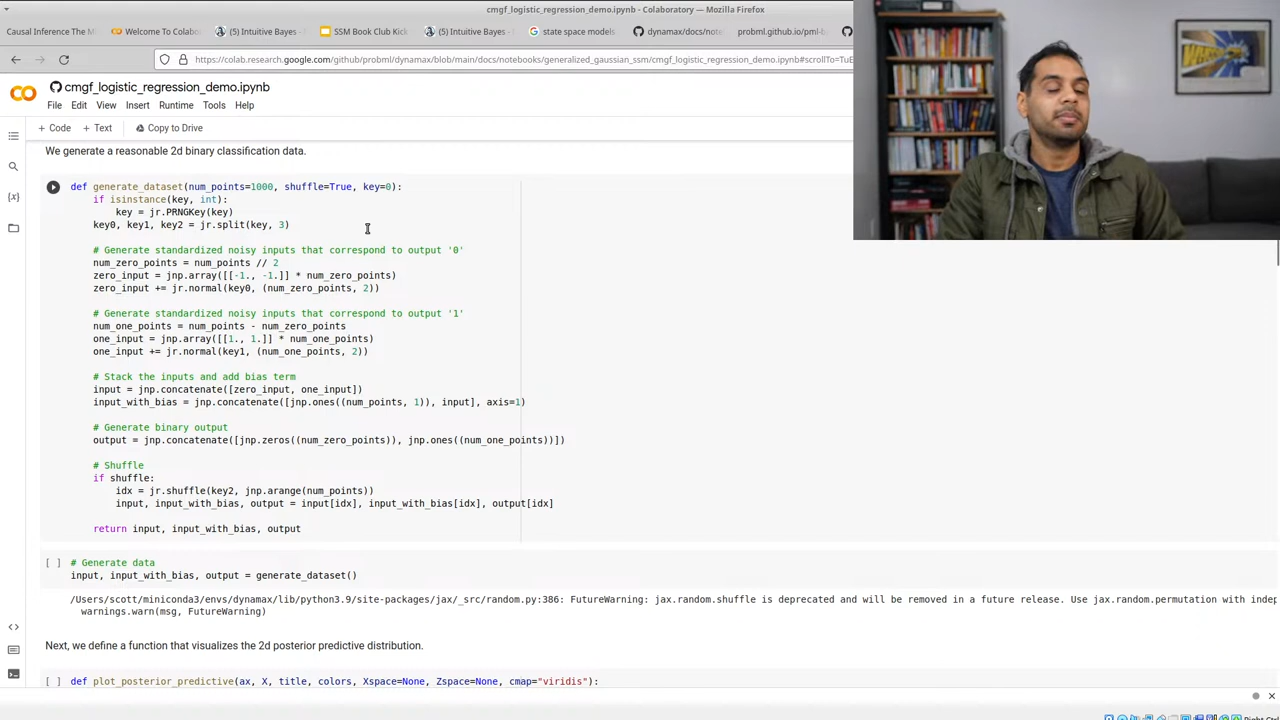 cmgf_logistic_regression_demo.ipynb - Colaboratory — Mozilla Firefox
Causal Inference The M
Welcome To Colabo
(5) Intuitive Bayes -
SSM Book Club Kick
(5) Intuitive Bayes -
state space models
dynamax/docs/note
probml.github.io/pml-b
https://colab.research.google.com/github/probml/dynamax/blob/main/docs/notebooks/generalized_gaussian_ssm/cmgf_logistic_regression_demo.ipynb#scrollTo=TuE
cmgf_logistic_regression_demo.ipynb
File Edit View Insert Runtime Tools Help
+ Code + Text Copy to Drive
We generate a reasonable 2d binary classification data.
def generate_dataset(num_points=1000, shuffle=True, key=0):
if isinstance(key, int):
key = jr.PRNGKey(key)
key0, key1, key2 = jr.split(key, 3)
# Generate standardized noisy inputs that correspond to output '0'
num_zero_points = num_points // 2
zero_input = jnp.array([[-1., -1.]] * num_zero_points)
zero_input += jr.normal(key0, (num_zero_points, 2))
# Generate standardized noisy inputs that correspond to output '1'
num_one_points = num_points - num_zero_points
one_input = jnp.array([[1., 1.]] * num_one_points)
one_input += jr.normal(key1, (num_one_points, 2))
# Stack the inputs and add bias term
input = jnp.concatenate([zero_input, one_input])
input_with_bias = jnp.concatenate([jnp.ones((num_points, 1)), input], axis=1)
# Generate binary output
output = jnp.concatenate([jnp.zeros((num_zero_points)), jnp.ones((num_one_points))])
# Shuffle
if shuffle:
idx = jr.shuffle(key2, jnp.arange(num_points))
input, input_with_bias, output = input[idx], input_with_bias[idx], output[idx]
return input, input_with_bias, output
[ ] # Generate data
input, input_with_bias, output = generate_dataset()
/Users/scott/miniconda3/envs/dynamax/lib/python3.9/site-packages/jax/_src/random.py:386: FutureWarning: jax.random.shuffle is deprecated and will be removed in a future release. Use jax.random.permutation with indep
warnings.warn(msg, FutureWarning)
Next, we define a function that visualizes the 2d posterior predictive distribution.
[ ] def plot_posterior_predictive(ax, X, title, colors, Xspace=None, Zspace=None, cmap="viridis"):